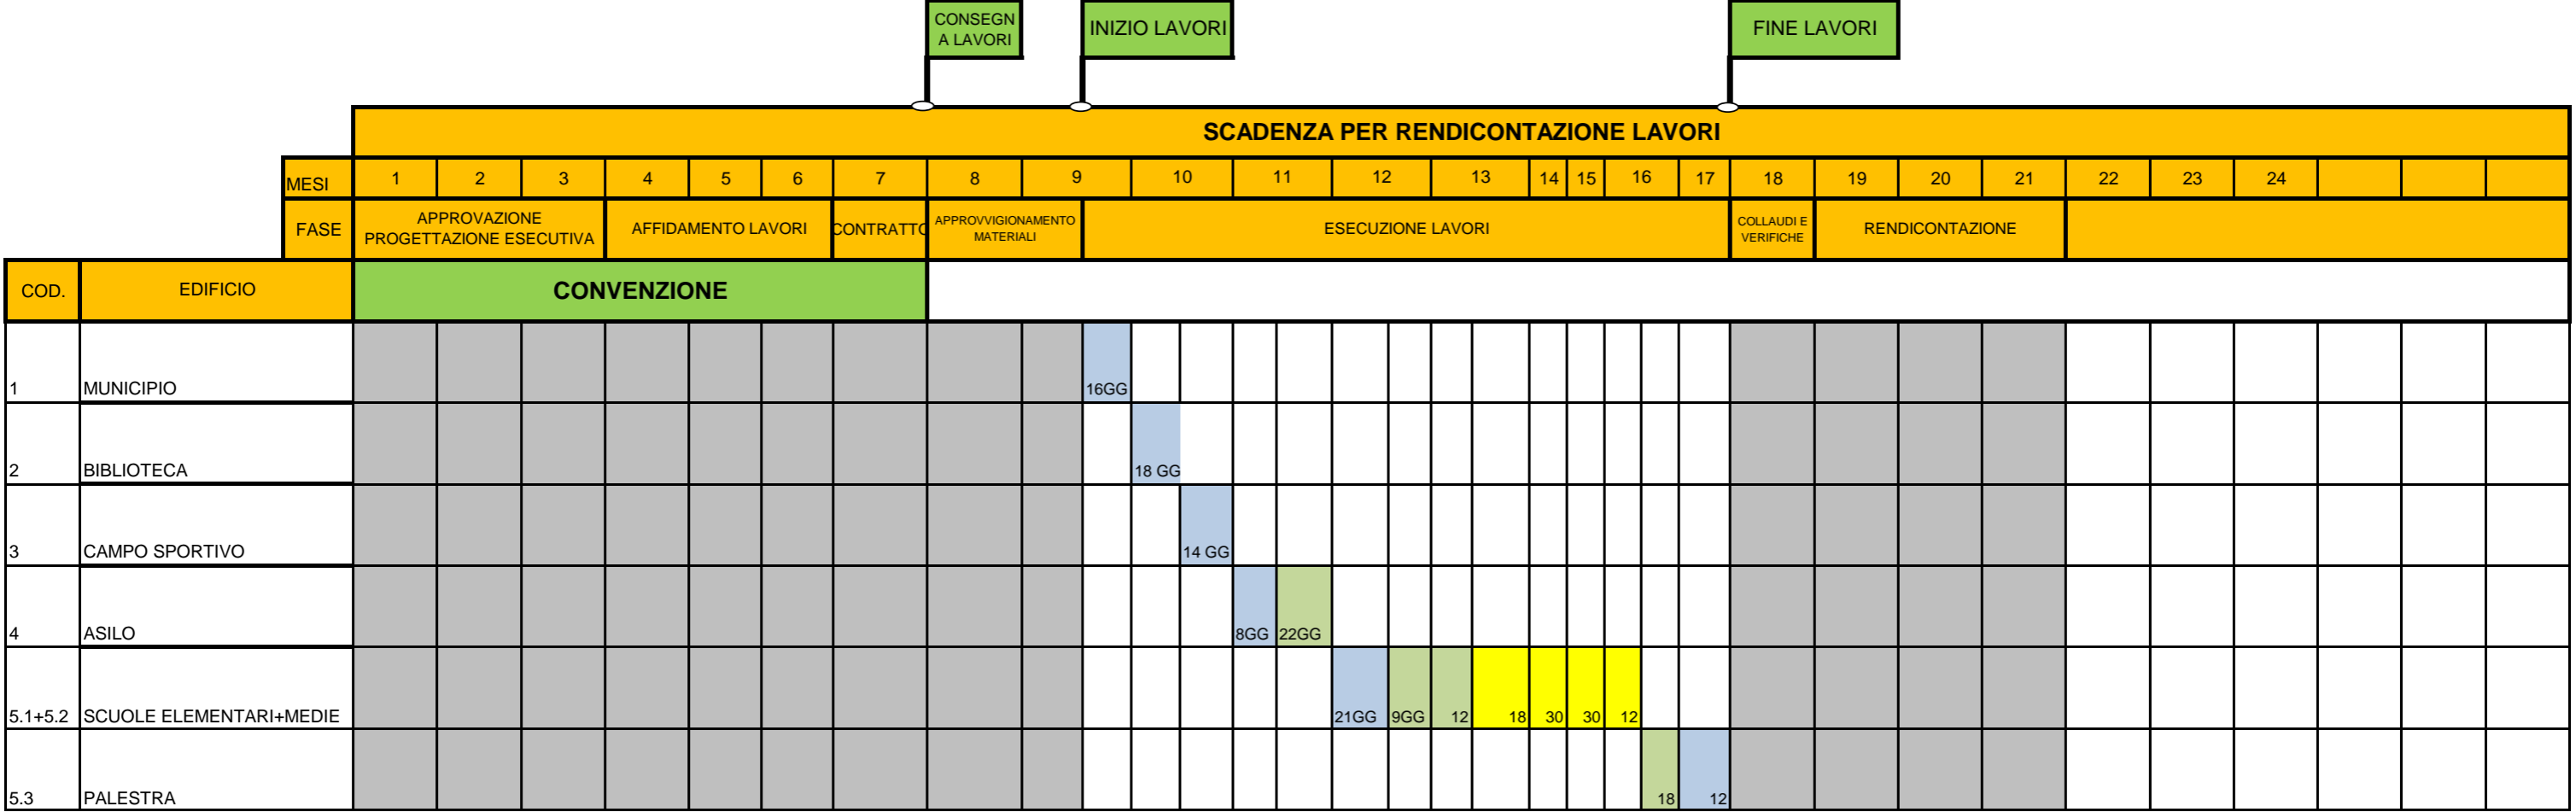 CONSEGN
A LAVORI
INIZIO LAVORI
FINE LAVORI
SCADENZA PER RENDICONTAZIONE LAVORI
MESI 1 2 3 4 5 6 7 8 9 10 11 12 13 14 15 16 17 18 19 20 21 22 23 24
FASE
APPROVAZIONE
PROGETTAZIONE ESECUTIVA
AFFIDAMENTO LAVORI
CONTRATTO
APPROVVIGIONAMENTO
MATERIALI
ESECUZIONE LAVORI
COLLAUDI E
VERIFICHE
RENDICONTAZIONE
COD. EDIFICIO CONVENZIONE
1 MUNICIPIO 16GG
2 BIBLIOTECA 18 GG
3 CAMPO SPORTIVO 14 GG
4 ASILO 8GG 22GG
5.1+5.2 SCUOLE ELEMENTARI+MEDIE 21GG 9GG 12 18 30 30 12
5.3 PALESTRA 18 12